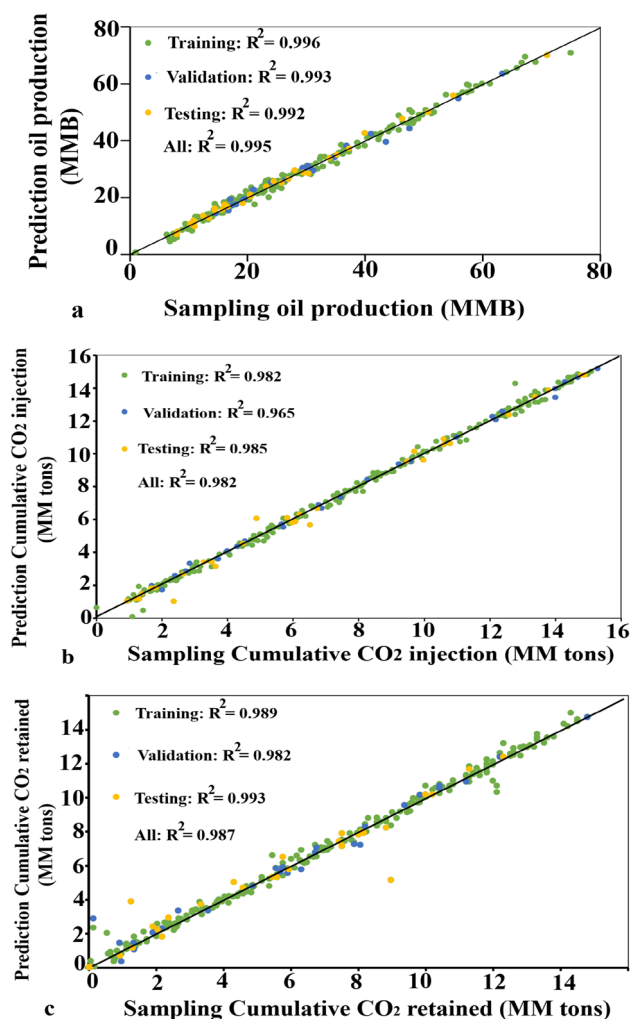 80
60
40
20
0
Prediction oil production
(MMB)
Training: R²= 0.996
Validation: R²= 0.993
Testing: R²= 0.992
All: R²= 0.995
0 20 40 60 80
a Sampling oil production (MMB)
16
14
12
10
8
6
4
2
0
Prediction Cumulative CO₂ injection
(MM tons)
Training: R²= 0.982
Validation: R²= 0.965
Testing: R²= 0.985
All: R²= 0.982
0 2 4 6 8 10 12 14 16
b Sampling Cumulative CO₂ injection (MM tons)
14
12
10
8
6
4
2
0
Prediction Cumulative CO₂ retained
(MM tons)
Training: R²= 0.989
Validation: R²= 0.982
Testing: R²= 0.993
All: R²= 0.987
0 2 4 6 8 10 12 14
c Sampling Cumulative CO₂ retained (MM tons)